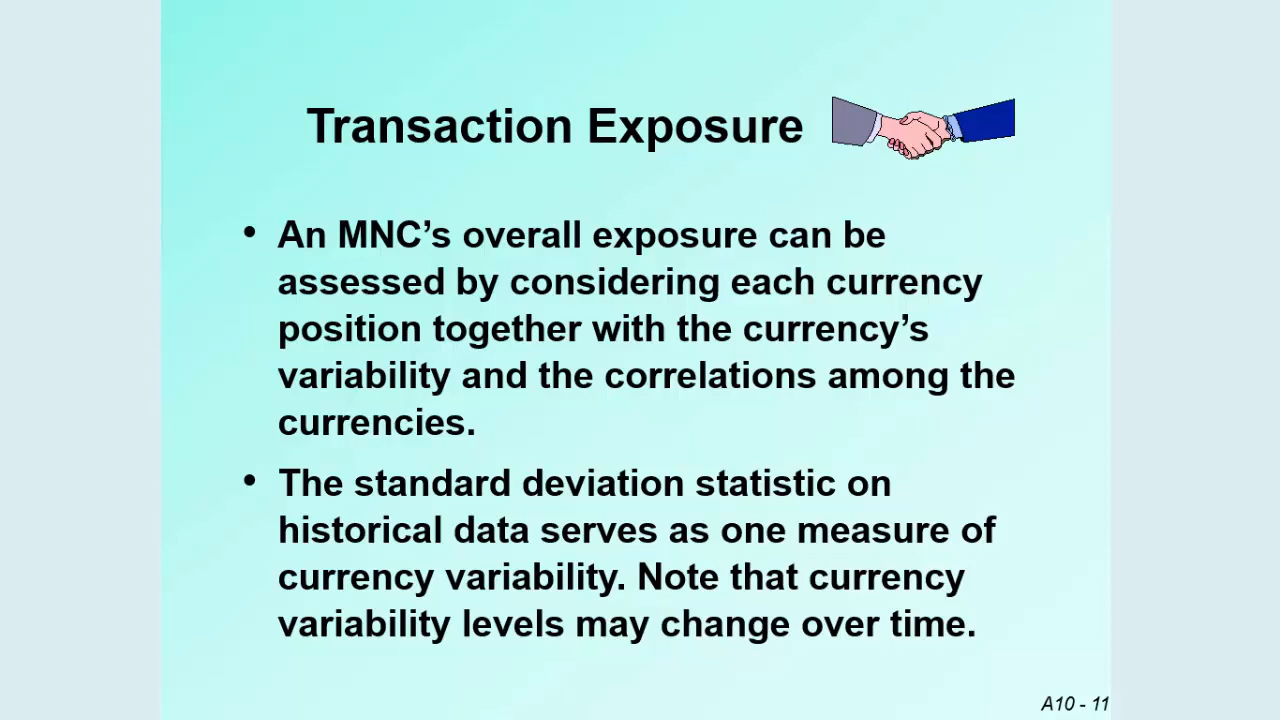 Transaction Exposure
• An MNC’s overall exposure can be
assessed by considering each currency
position together with the currency’s
variability and the correlations among the
currencies.
• The standard deviation statistic on
historical data serves as one measure of
currency variability. Note that currency
variability levels may change over time.
A10 - 11